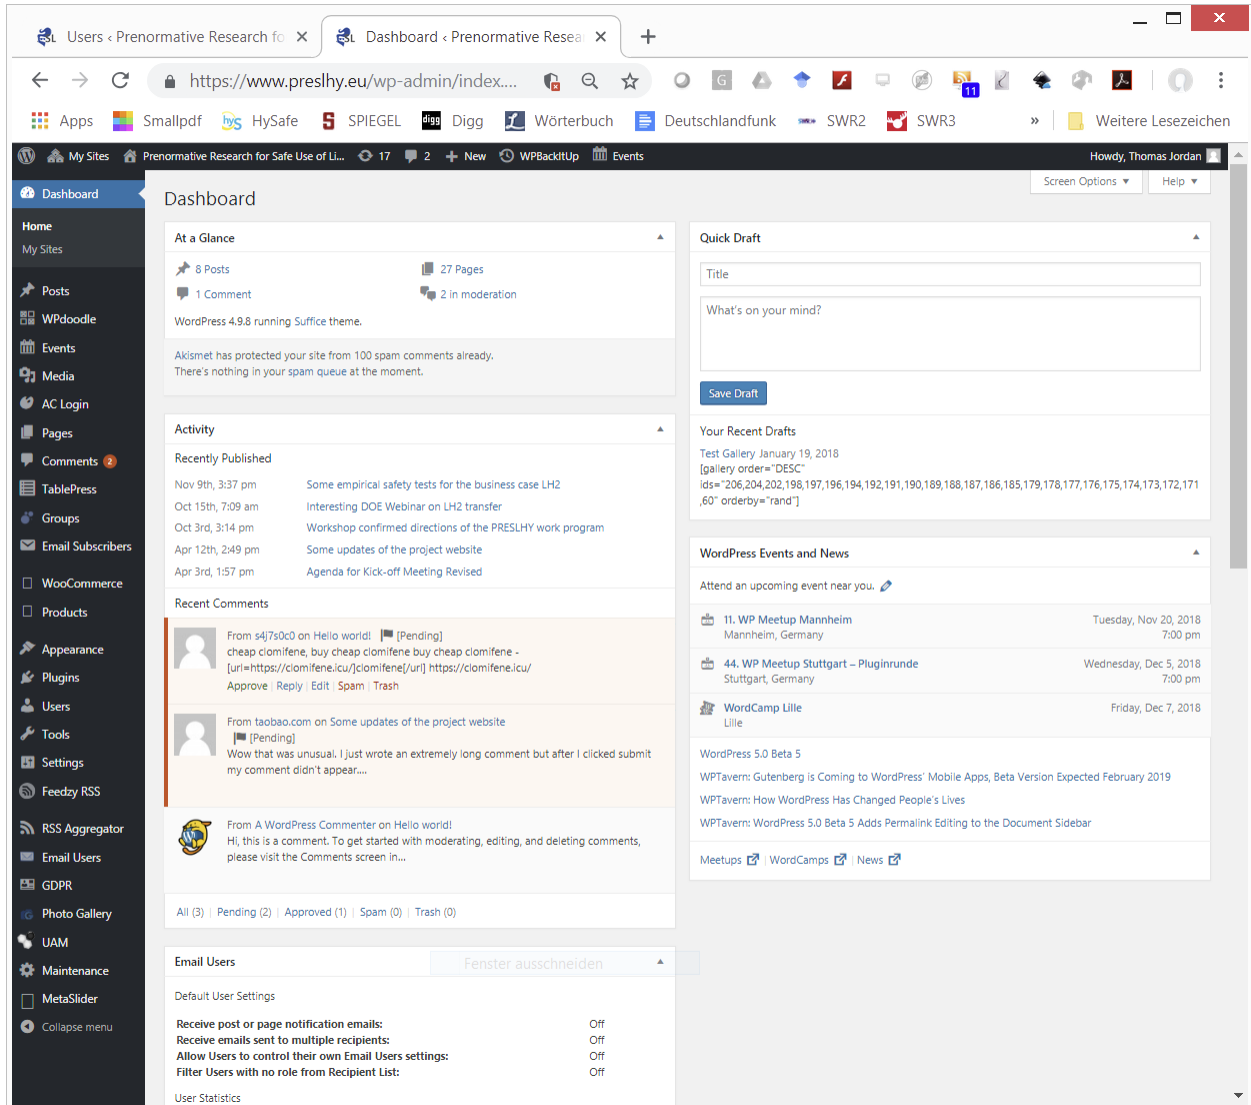 Users ‹ Prenormative Research fo
Dashboard ‹ Prenormative Resear
https://www.preslhy.eu/wp-admin/index....
G
11
Apps
Smallpdf
hys HySafe
S SPIEGEL
digg Digg
Wörterbuch
Deutschlandfunk
SWR2
SWR3
»
Weitere Lesezeichen
My Sites
Prenormative Research for Safe Use of Li...
17
2
New
WPBackItUp
Events
Howdy, Thomas Jordan
Dashboard
Home
My Sites
Posts
WPdoodle
Events
Media
AC Login
Pages
Comments 2
TablePress
Groups
Email Subscribers
WooCommerce
Products
Appearance
Plugins
Users
Tools
Settings
Feedzy RSS
RSS Aggregator
Email Users
GDPR
Photo Gallery
UAM
Maintenance
MetaSlider
Collapse menu
Screen Options
Help
Dashboard
At a Glance
8 Posts
27 Pages
1 Comment
2 in moderation
WordPress 4.9.8 running Suffice theme.
Akismet has protected your site from 100 spam comments already.
There's nothing in your spam queue at the moment.
Activity
Recently Published
Nov 9th, 3:37 pm Some empirical safety tests for the business case LH2
Oct 15th, 7:09 am Interesting DOE Webinar on LH2 transfer
Oct 3rd, 3:14 pm Workshop confirmed directions of the PRESLHY work program
Apr 12th, 2:49 pm Some updates of the project website
Apr 3rd, 1:57 pm Agenda for Kick-off Meeting Revised
Recent Comments
From s4j7s0c0 on Hello world! [Pending]
cheap clomifene, buy cheap clomifene buy cheap clomifene -
[url=https://clomifene.icu/]clomifene[/url] https://clomifene.icu/
Approve | Reply | Edit | Spam | Trash
From taobao.com on Some updates of the project website
[Pending]
Wow that was unusual. I just wrote an extremely long comment but after I clicked submit
my comment didn't appear....
From A WordPress Commenter on Hello world!
Hi, this is a comment. To get started with moderating, editing, and deleting comments,
please visit the Comments screen in...
All (3) | Pending (2) | Approved (1) | Spam (0) | Trash (0)
Email Users
Fenster ausschneiden
Default User Settings
Receive post or page notification emails: Off
Receive emails sent to multiple recipients: Off
Allow Users to control their own Email Users settings: Off
Filter Users with no role from Recipient List: Off
User Statistics
Quick Draft
Title
What's on your mind?
Save Draft
Your Recent Drafts
Test Gallery January 19, 2018
[gallery order="DESC"
ids="206,204,202,198,197,196,194,192,191,190,189,188,187,186,185,179,178,177,176,175,174,173,172,171
,60" orderby="rand"]
WordPress Events and News
Attend an upcoming event near you.
11. WP Meetup Mannheim Tuesday, Nov 20, 2018
Mannheim, Germany 7:00 pm
44. WP Meetup Stuttgart – Pluginrunde Wednesday, Dec 5, 2018
Stuttgart, Germany 7:00 pm
WordCamp Lille Friday, Dec 7, 2018
Lille
WordPress 5.0 Beta 5
WPTavern: Gutenberg is Coming to WordPress' Mobile Apps, Beta Version Expected February 2019
WPTavern: How WordPress Has Changed People's Lives
WPTavern: WordPress 5.0 Beta 5 Adds Permalink Editing to the Document Sidebar
Meetups | WordCamps | News